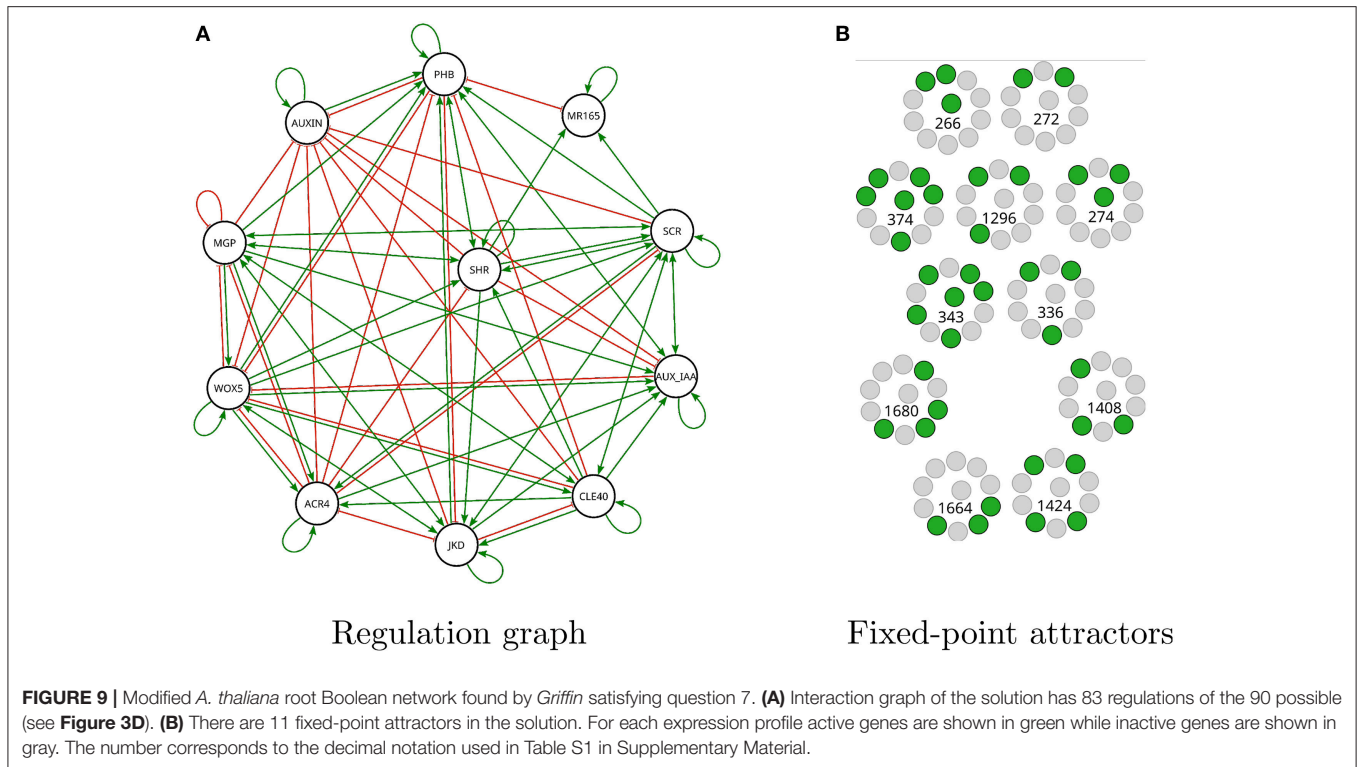 A
B
PHB
MR165
AUXIN
SCR
MGP
SHR
AUX_IAA
WOX5
CLE40
ACR4
JKD
266
272
374
1296
274
343
336
1680
1408
1664
1424
Regulation graph
Fixed-point attractors
FIGURE 9 | Modified A. thaliana root Boolean network found by Griffin satisfying question 7. (A) Interaction graph of the solution has 83 regulations of the 90 possible
(see Figure 3D). (B) There are 11 fixed-point attractors in the solution. For each expression profile active genes are shown in green while inactive genes are shown in
gray. The number corresponds to the decimal notation used in Table S1 in Supplementary Material.